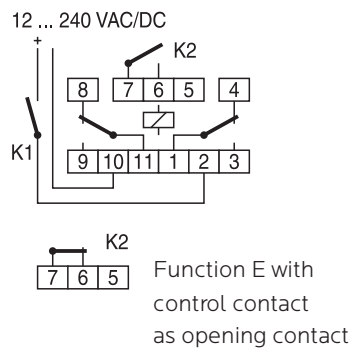 12 ... 240 VAC/DC
+
K2
8 7 6 5 4
K1
9 10 11 1 2 3
K2
7 6 5
Function E with
control contact
as opening contact